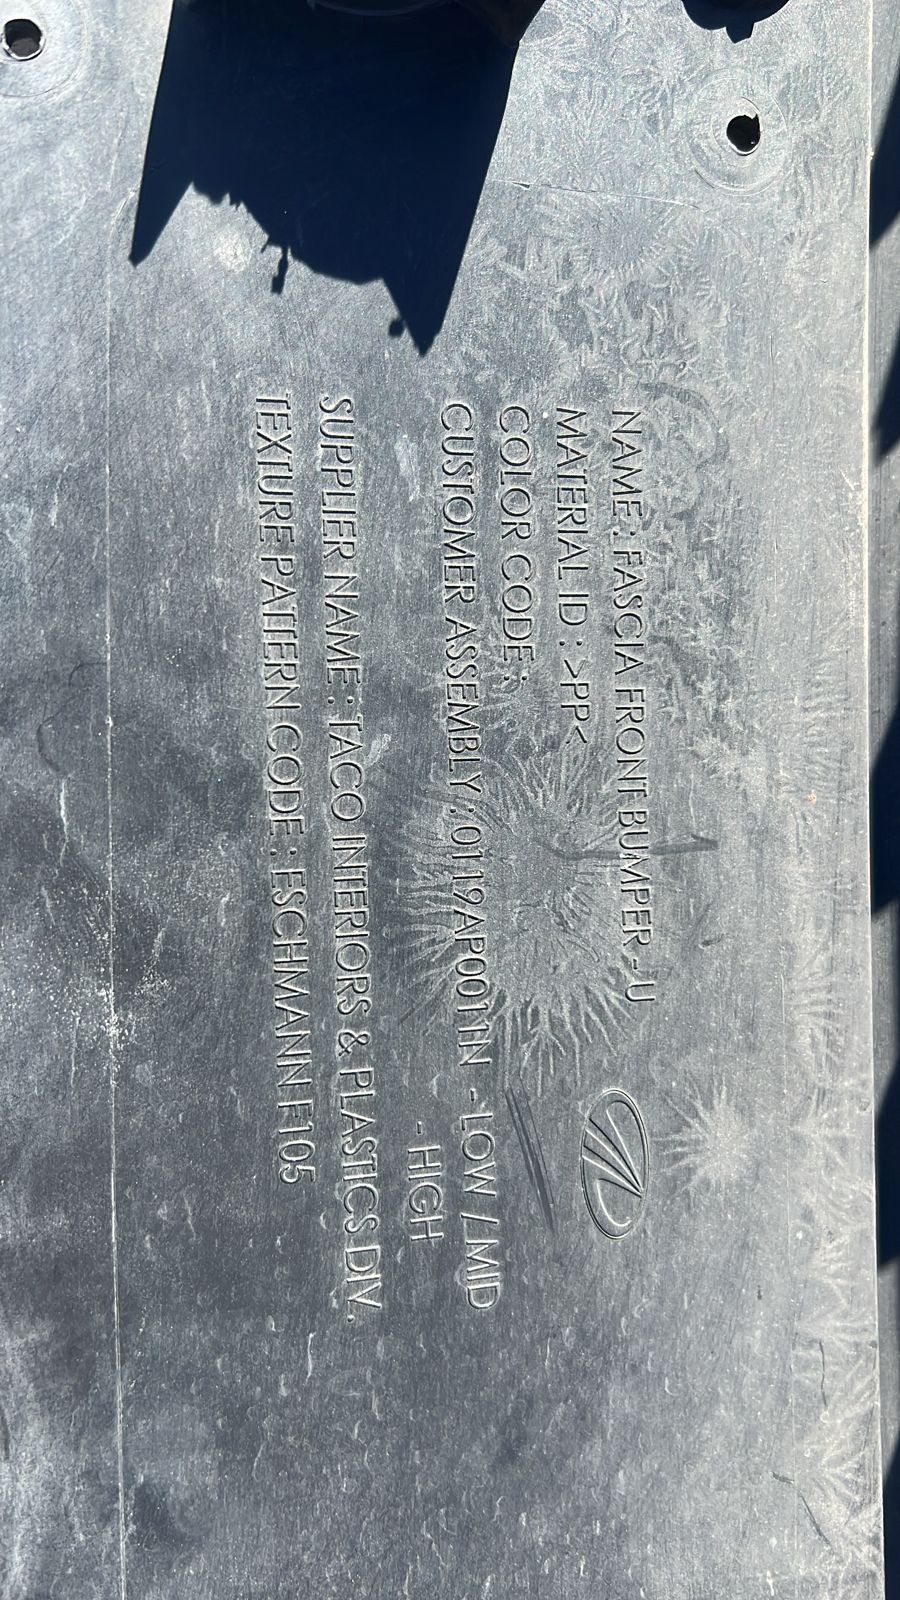 NAME : FASCIA FRONT BUMPER -U
MATERIAL ID : >PP<
COLOR CODE :
CUSTOMER ASSEMBLY : 0119AP0011N - LOW / MID
- HIGH
SUPPLIER NAME : TACO INTERIORS & PLASTICS DIV.
TEXTURE PATTERN CODE : ESCHMANN F105